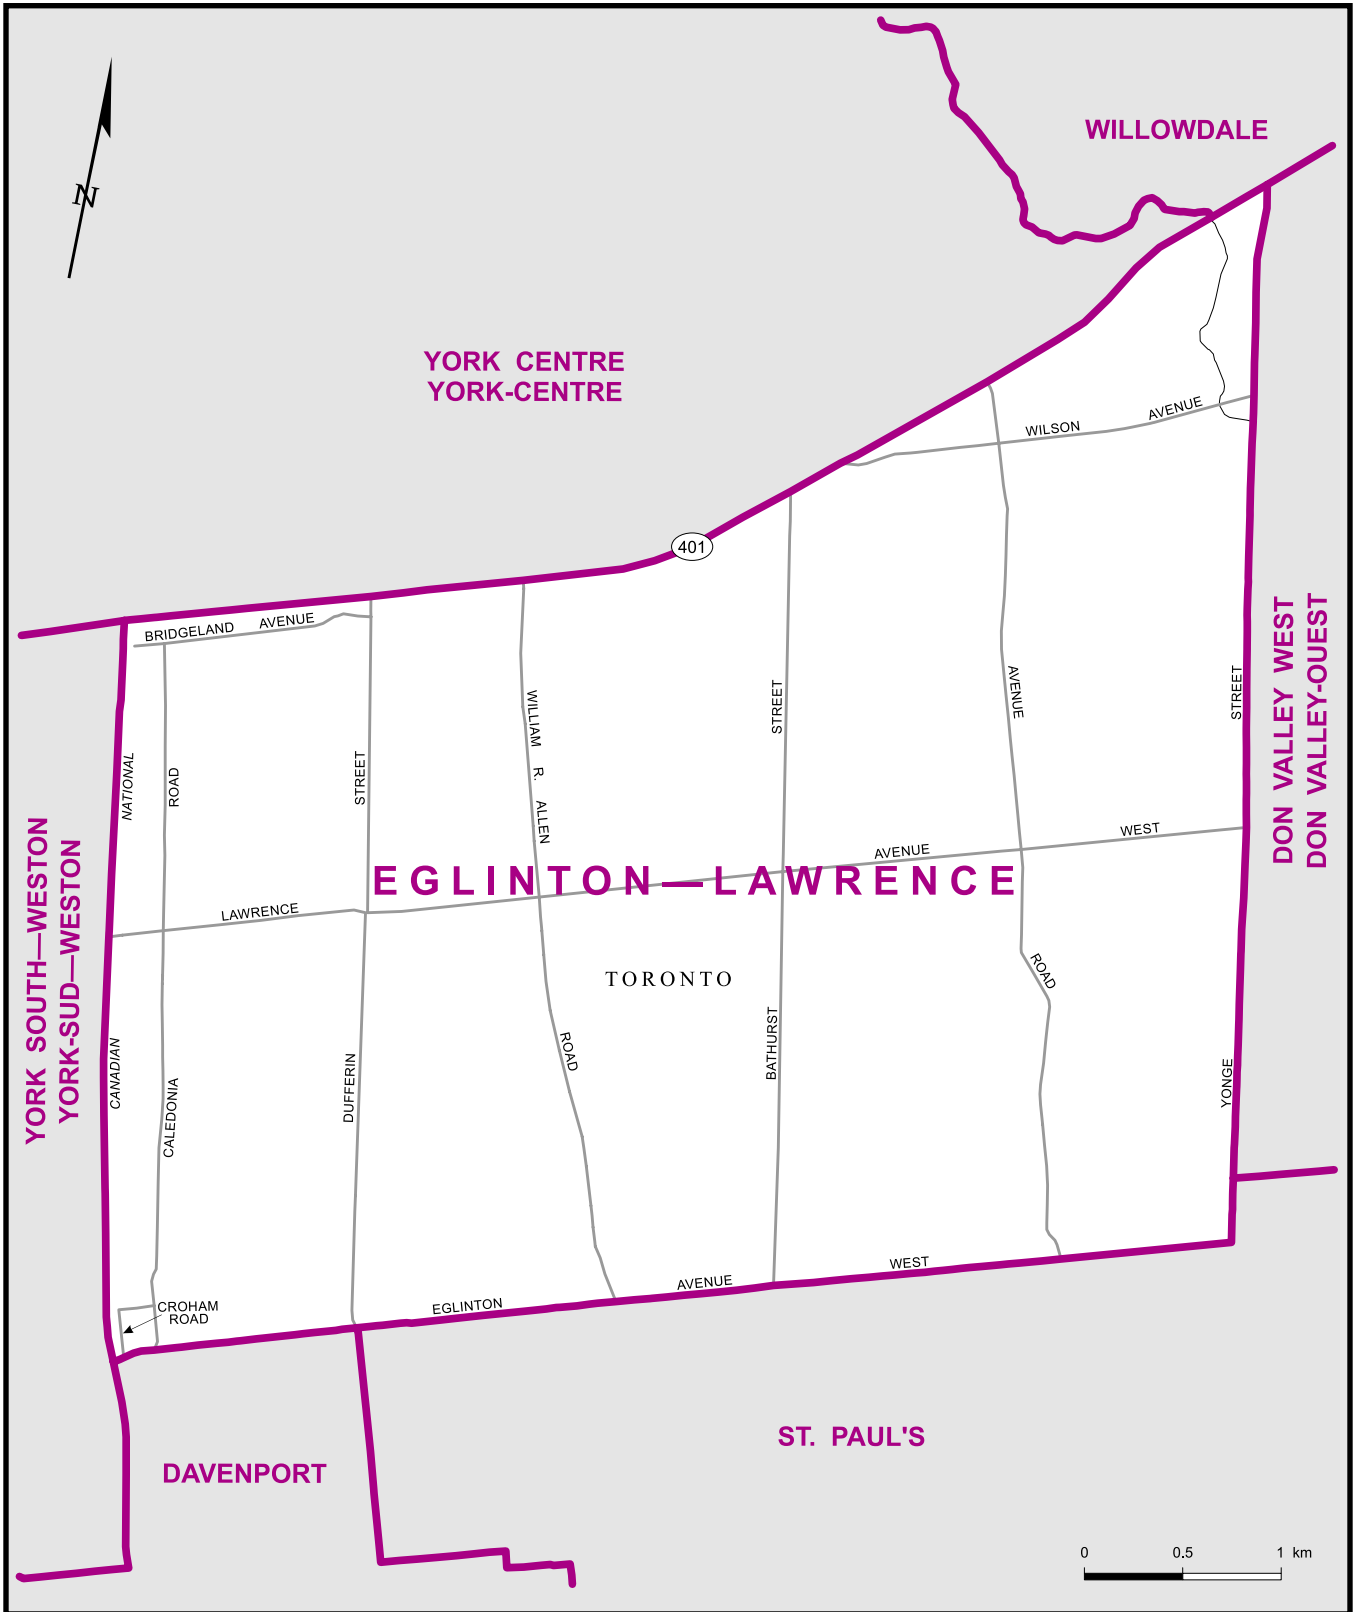 N
WILLOWDALE
YORK CENTRE
YORK-CENTRE
WILSON AVENUE
401
BRIDGELAND AVENUE
NATIONAL
ROAD
STREET
WILLIAM R. ALLEN
STREET
AVENUE
STREET
DON VALLEY WEST
DON VALLEY-OUEST
YORK SOUTH—WESTON
YORK-SUD—WESTON
EGLINTON—LAWRENCE
LAWRENCE AVENUE WEST
TORONTO
CANADIAN
CALEDONIA
DUFFERIN
ROAD
BATHURST
ROAD
YONGE
CROHAM
ROAD
EGLINTON AVENUE WEST
DAVENPORT
ST. PAUL'S
0 0.5 1 km